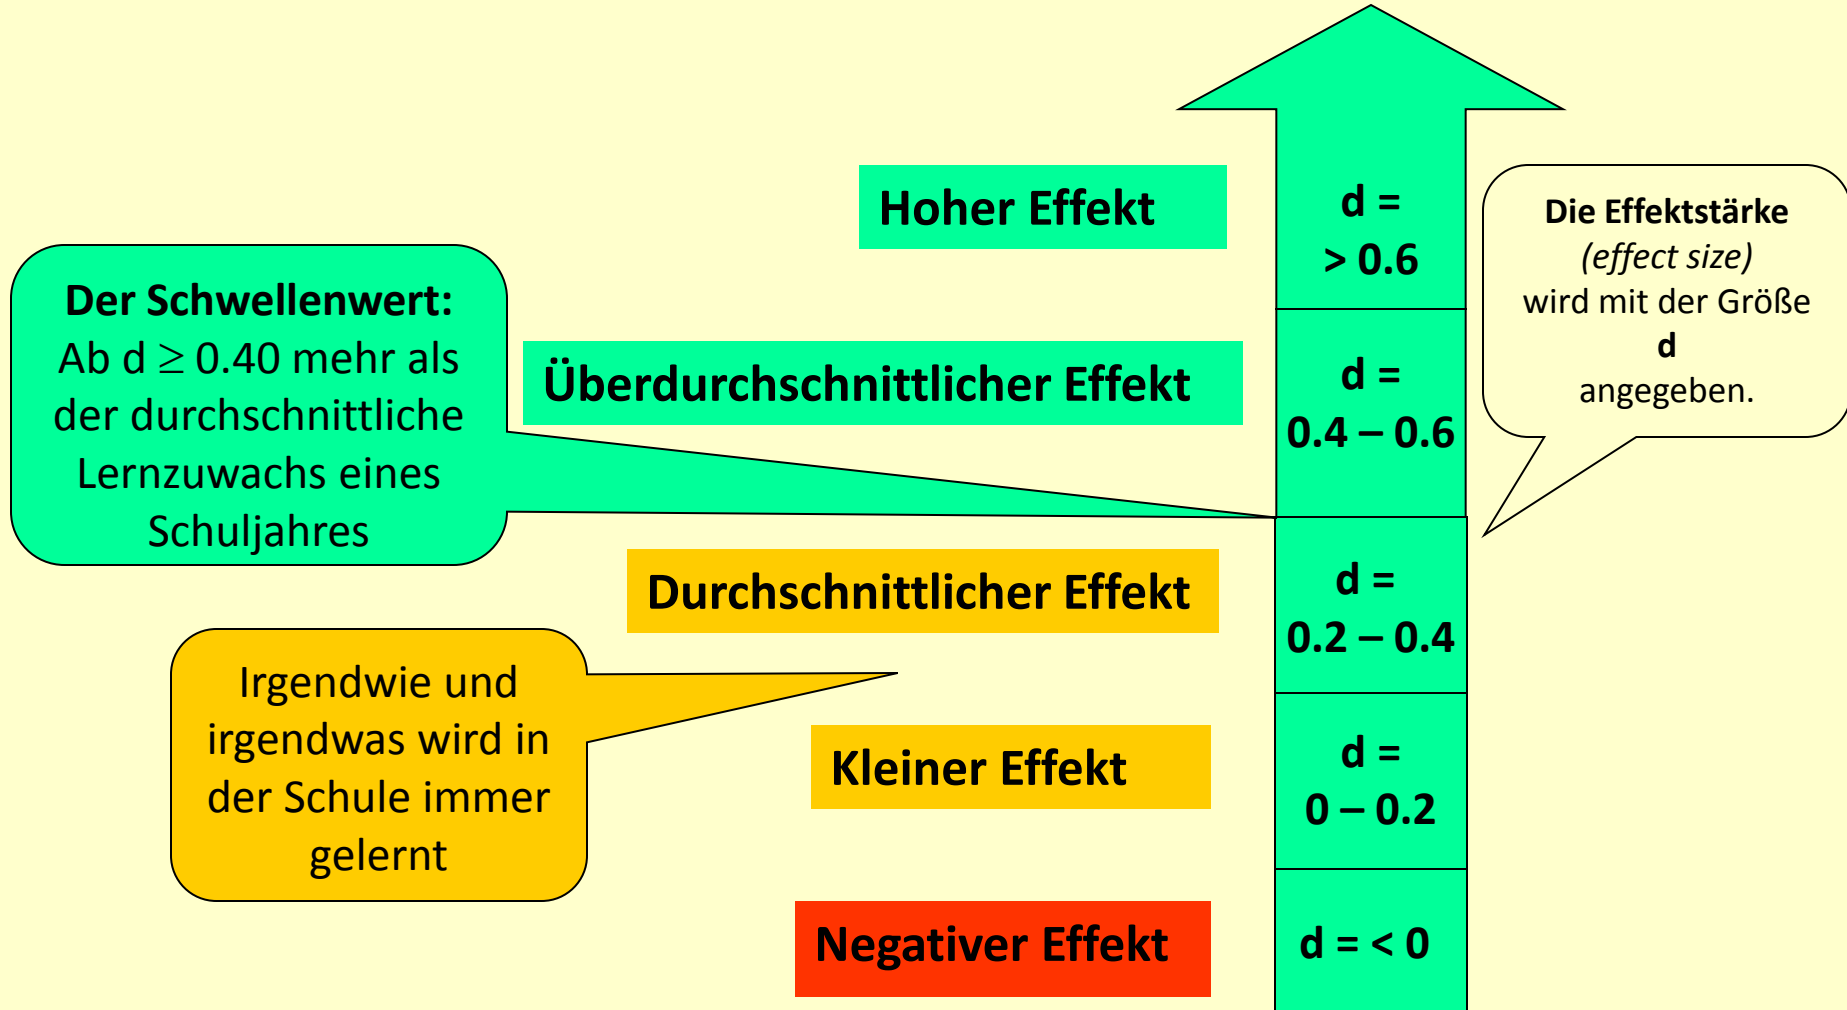 Hoher Effekt
d =
> 0.6
Die Effektstärke
(effect size)
wird mit der Größe
d
angegeben.
Der Schwellenwert:
Ab d ≥ 0.40 mehr als
der durchschnittliche
Lernzuwachs eines
Schuljahres
Überdurchschnittlicher Effekt
d =
0.4 – 0.6
Durchschnittlicher Effekt
d =
0.2 – 0.4
Irgendwie und
irgendwas wird in
der Schule immer
gelernt
Kleiner Effekt
d =
0 – 0.2
Negativer Effekt
d = < 0